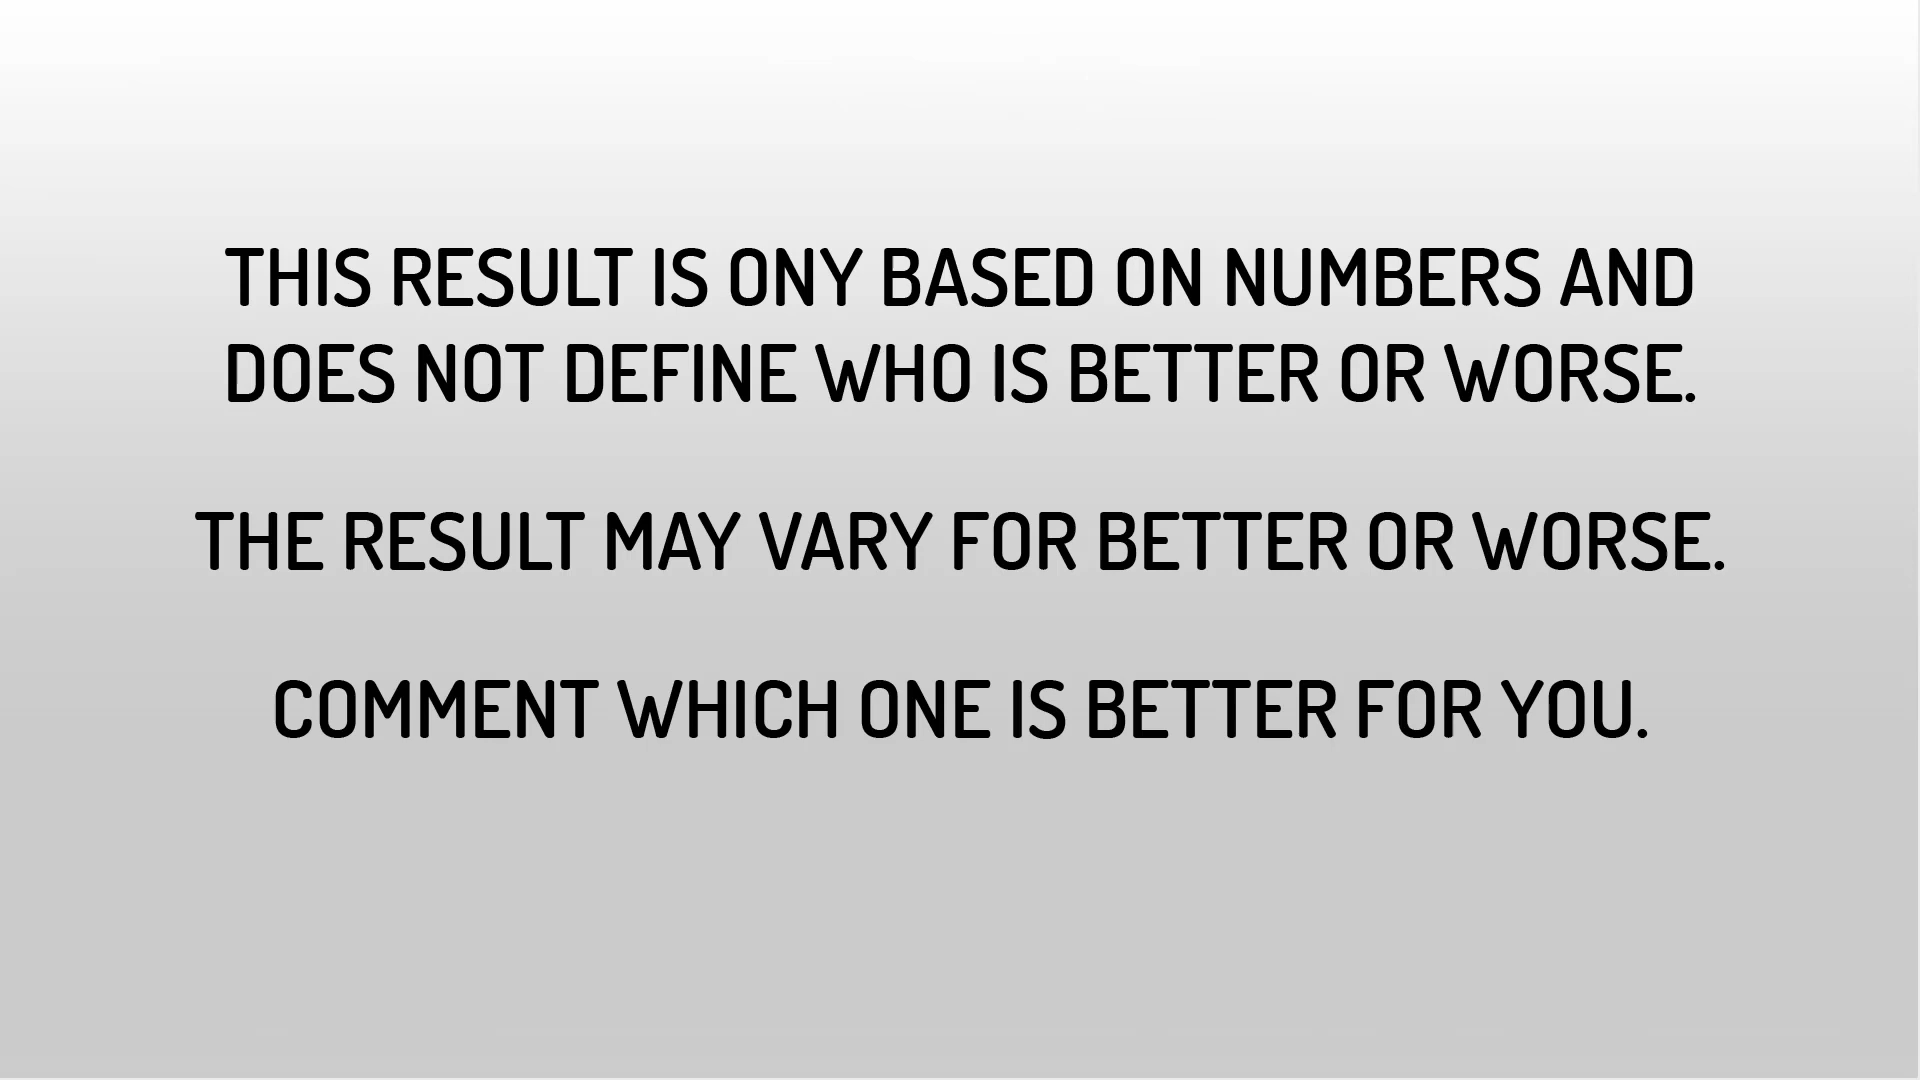 THIS RESULT IS ONY BASED ON NUMBERS AND
DOES NOT DEFINE WHO IS BETTER OR WORSE.
THE RESULT MAY VARY FOR BETTER OR WORSE.
COMMENT WHICH ONE IS BETTER FOR YOU.